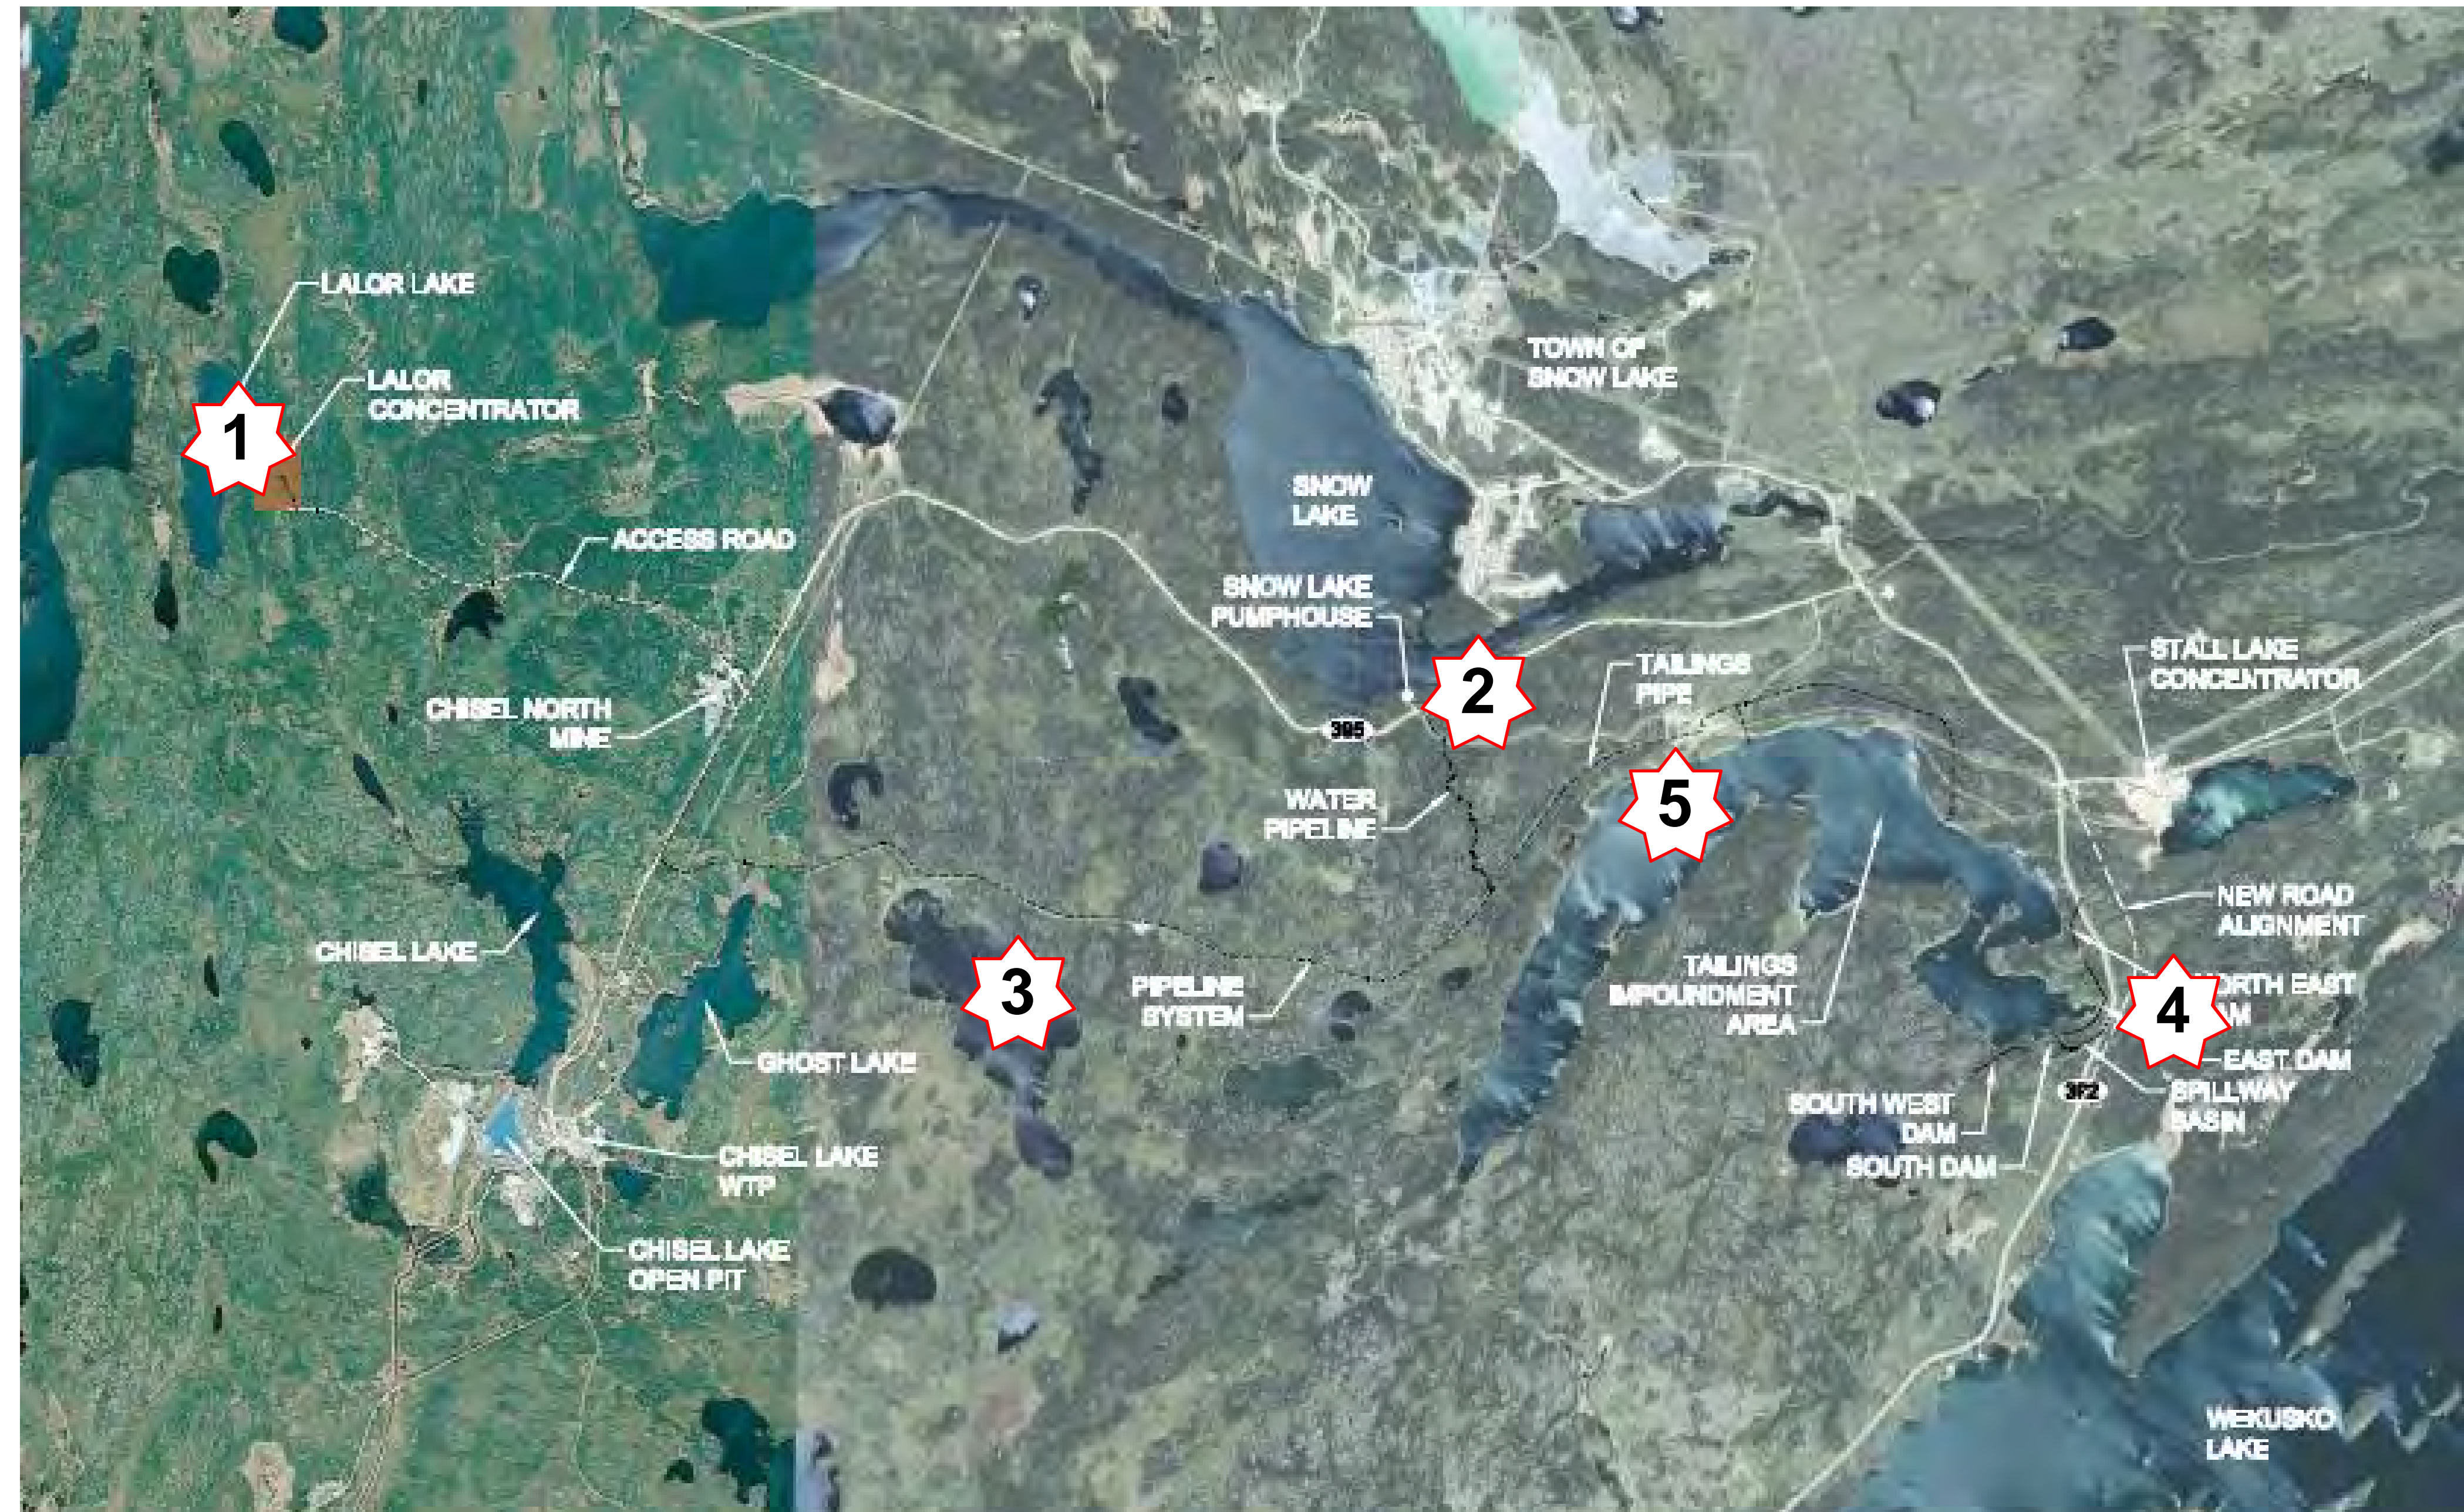 LALOR LAKE
LALOR
CONCENTRATOR
1
TOWN OF
SNOW LAKE
SNOW
LAKE
ACCESS ROAD
SNOW LAKE
PUMPHOUSE
2
TAILINGS
PIPE
STALL LAKE
CONCENTRATOR
CHISEL NORTH
MINE
395
5
WATER
PIPELINE
NEW ROAD
ALIGNMENT
CHISEL LAKE
3
PIPELINE
SYSTEM
TAILINGS
IMPOUNDMENT
AREA
4
ORTH EAST
AM
GHOST LAKE
EAST DAM
392
SPILLWAY
BASIN
SOUTH WEST
DAM
SOUTH DAM
CHISEL LAKE
WTP
CHISEL LAKE
OPEN PIT
WEKUSKO
LAKE